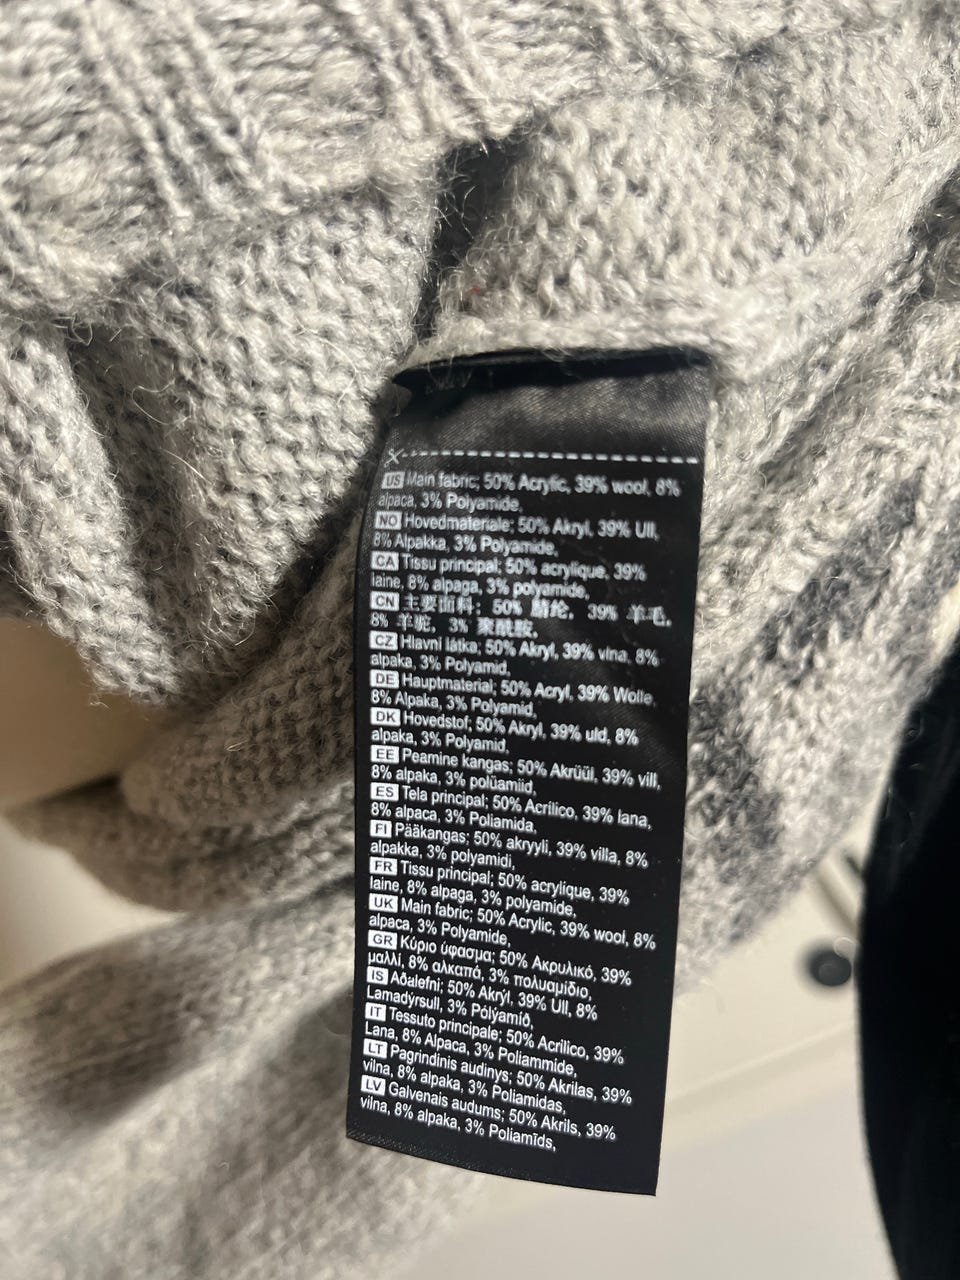 US Main fabric; 50% Acrylic, 39% wool, 8%
alpaca, 3% Polyamide,
NO Hovedmateriale; 50% Akryl, 39% Ull,
8% Alpakka, 3% Polyamide,
CA Tissu principal; 50% acrylique, 39%
laine, 8% alpaga, 3% polyamide,
CN 主要面料; 50% 腈纶, 39% 羊毛,
8% 羊驼, 3% 聚酰胺,
CZ Hlavní látka; 50% Akryl, 39% vlna, 8%
alpaka, 3% Polyamid,
DE Hauptmaterial; 50% Acryl, 39% Wolle,
8% Alpaka, 3% Polyamid,
DK Hovedstof; 50% Akryl, 39% uld, 8%
alpaka, 3% Polyamid,
EE Peamine kangas; 50% Akrüül, 39% vill,
8% alpaka, 3% polüamiid,
ES Tela principal; 50% Acrílico, 39% lana,
8% alpaca, 3% Poliamida,
FI Pääkangas; 50% akryyli, 39% villa, 8%
alpakka, 3% polyamidi,
FR Tissu principal; 50% acrylique, 39%
laine, 8% alpaga, 3% polyamide,
UK Main fabric; 50% Acrylic, 39% wool, 8%
alpaca, 3% Polyamide,
GR Κύριο ύφασμα; 50% Ακρυλικό, 39%
μαλλί, 8% αλκαπά, 3% πολυαμίδιο,
IS Aðalefni; 50% Akrýl, 39% Ull, 8%
Lamadýrsull, 3% Pólýamíð,
IT Tessuto principale; 50% Acrilico, 39%
Lana, 8% Alpaca, 3% Poliammide,
LT Pagrindinis audinys; 50% Akrilas, 39%
vilna, 8% alpaka, 3% Poliamidas,
LV Galvenais audums; 50% Akrils, 39%
vilna, 8% alpaka, 3% Poliamīds,